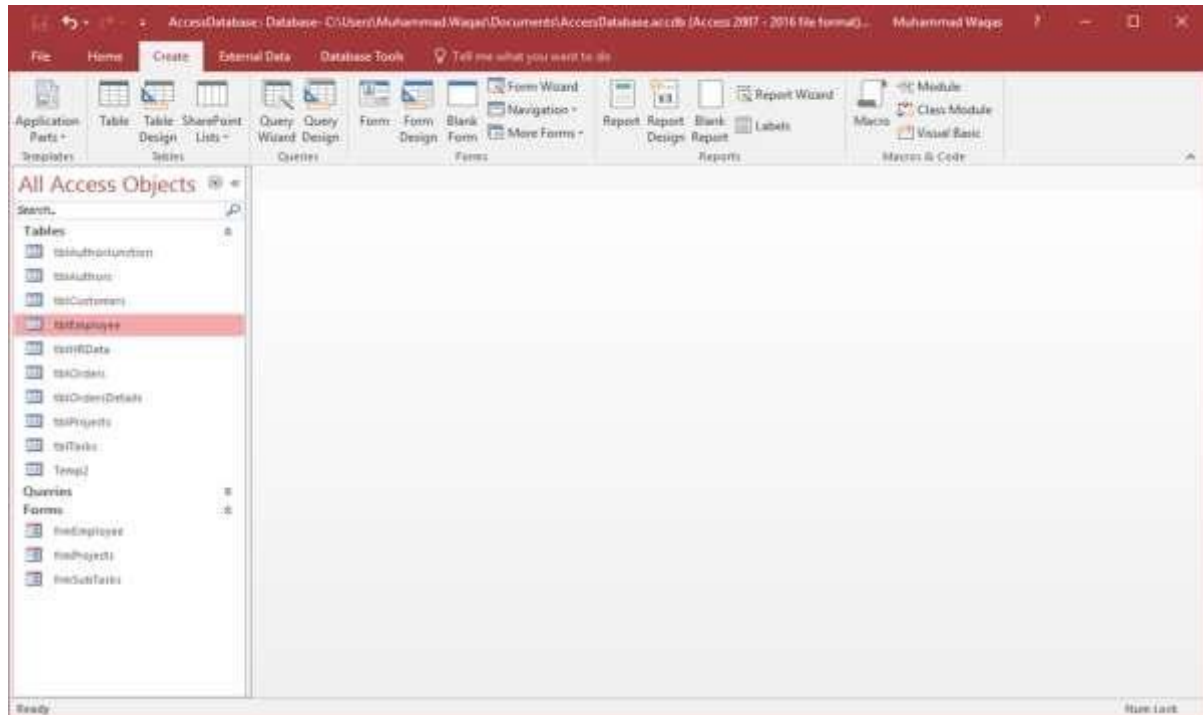 AccessDatabase : Database- C:\Users\Muhammad.Waqas\Documents\AccessDatabase.accdb (Access 2007 - 2016 file format)... Muhammad Waqas ?
File Home Create External Data Database Tools Tell me what you want to do
Application Parts
Table
Table Design
SharePoint Lists
Query Wizard
Query Design
Form
Form Design
Blank Form
Form Wizard
Navigation
More Forms
Report
Report Design
Blank Report
Report Wizard
Labels
Macro
Module
Class Module
Visual Basic
Templates Tables Queries Forms Reports Macros & Code
All Access Objects
Search...
Tables
tblAuthorJunction
tblAuthors
tblCustomers
tblEmployee
tblHRData
tblOrders
tblOrdersDetails
tblProjects
tblTasks
Temp2
Queries
Forms
frmEmployee
frmProjects
frmSubTasks
Ready Num Lock